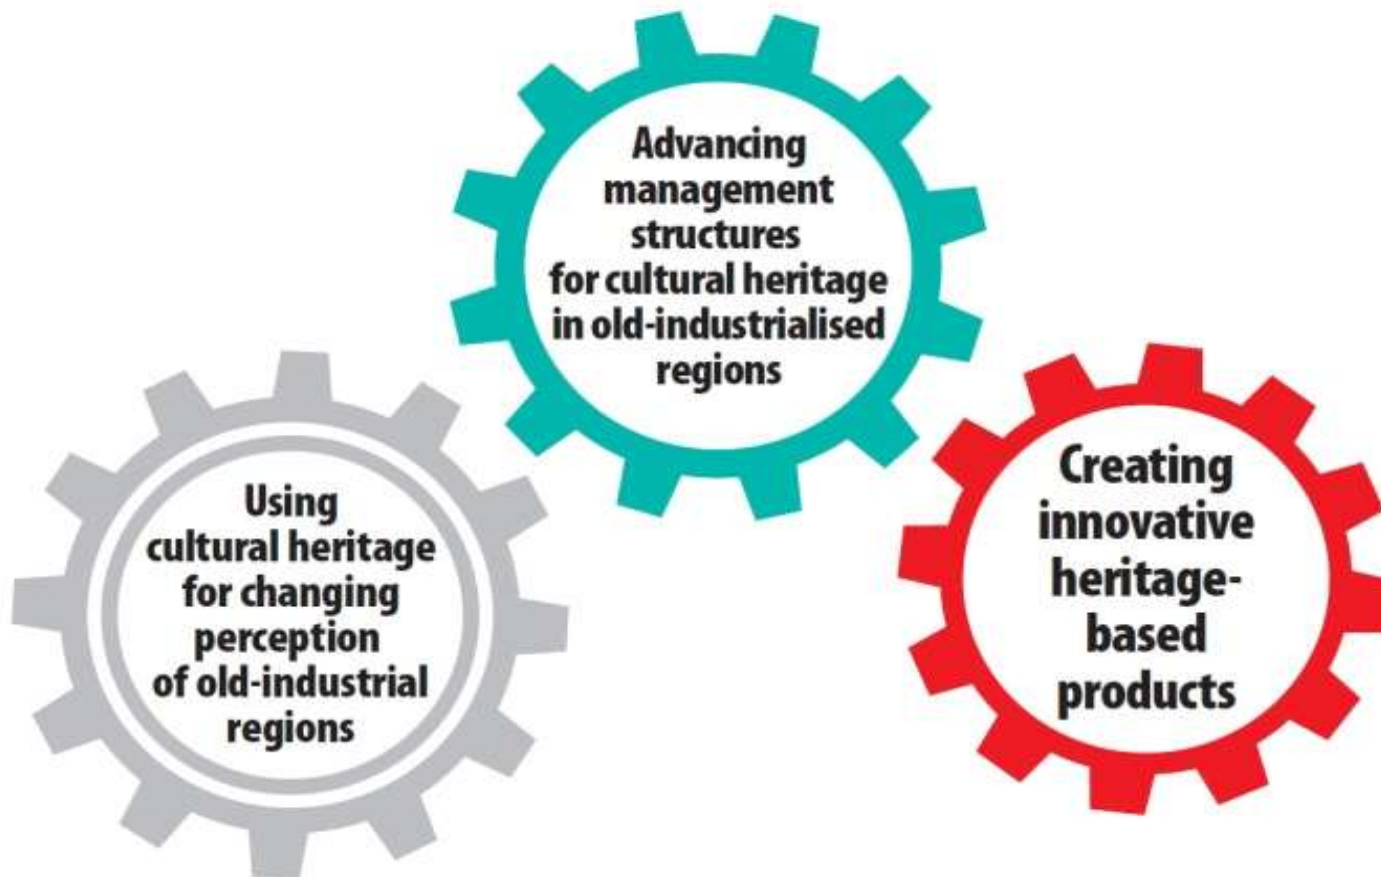 Advancing
management
structures
for cultural heritage
in old-industrialised
regions
Using
cultural heritage
for changing
perception
of old-industrial
regions
Creating
innovative
heritage-
based
products